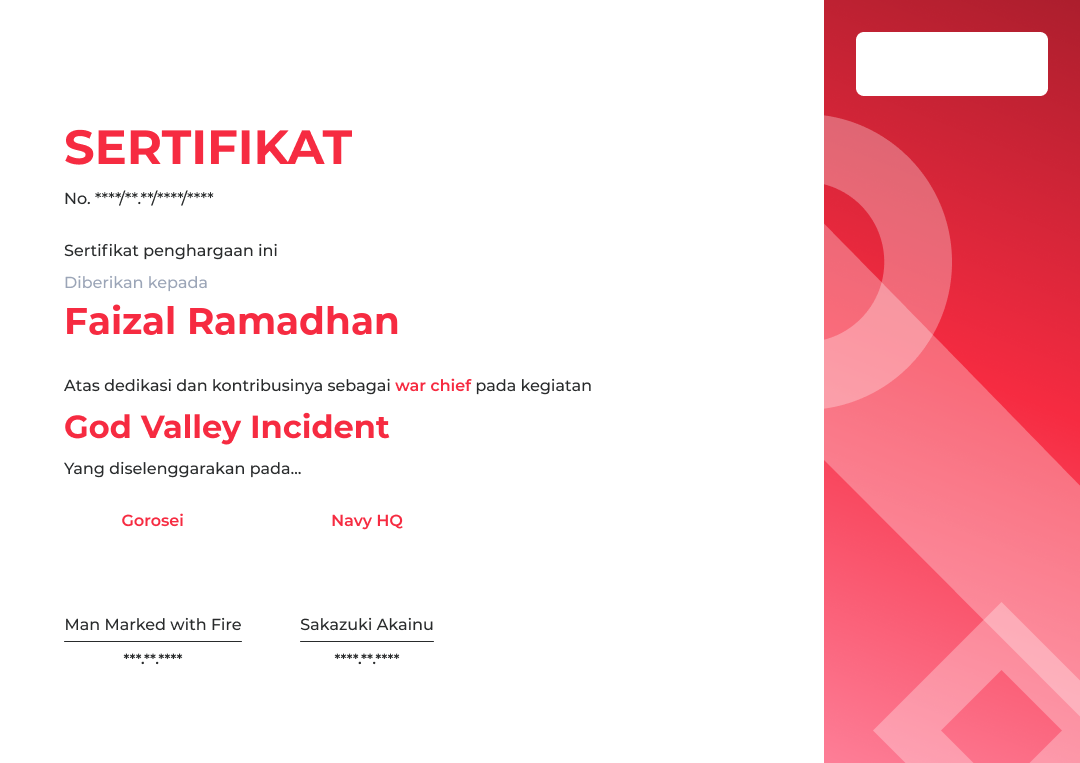 SERTIFIKAT
No. ****/**.**/****/****
Sertifikat penghargaan ini
Diberikan kepada
Faizal Ramadhan
Atas dedikasi dan kontribusinya sebagai war chief pada kegiatan
God Valley Incident
Yang diselenggarakan pada...
Gorosei
Navy HQ
Man Marked with Fire
Sakazuki Akainu
***.**.****
****.**.****